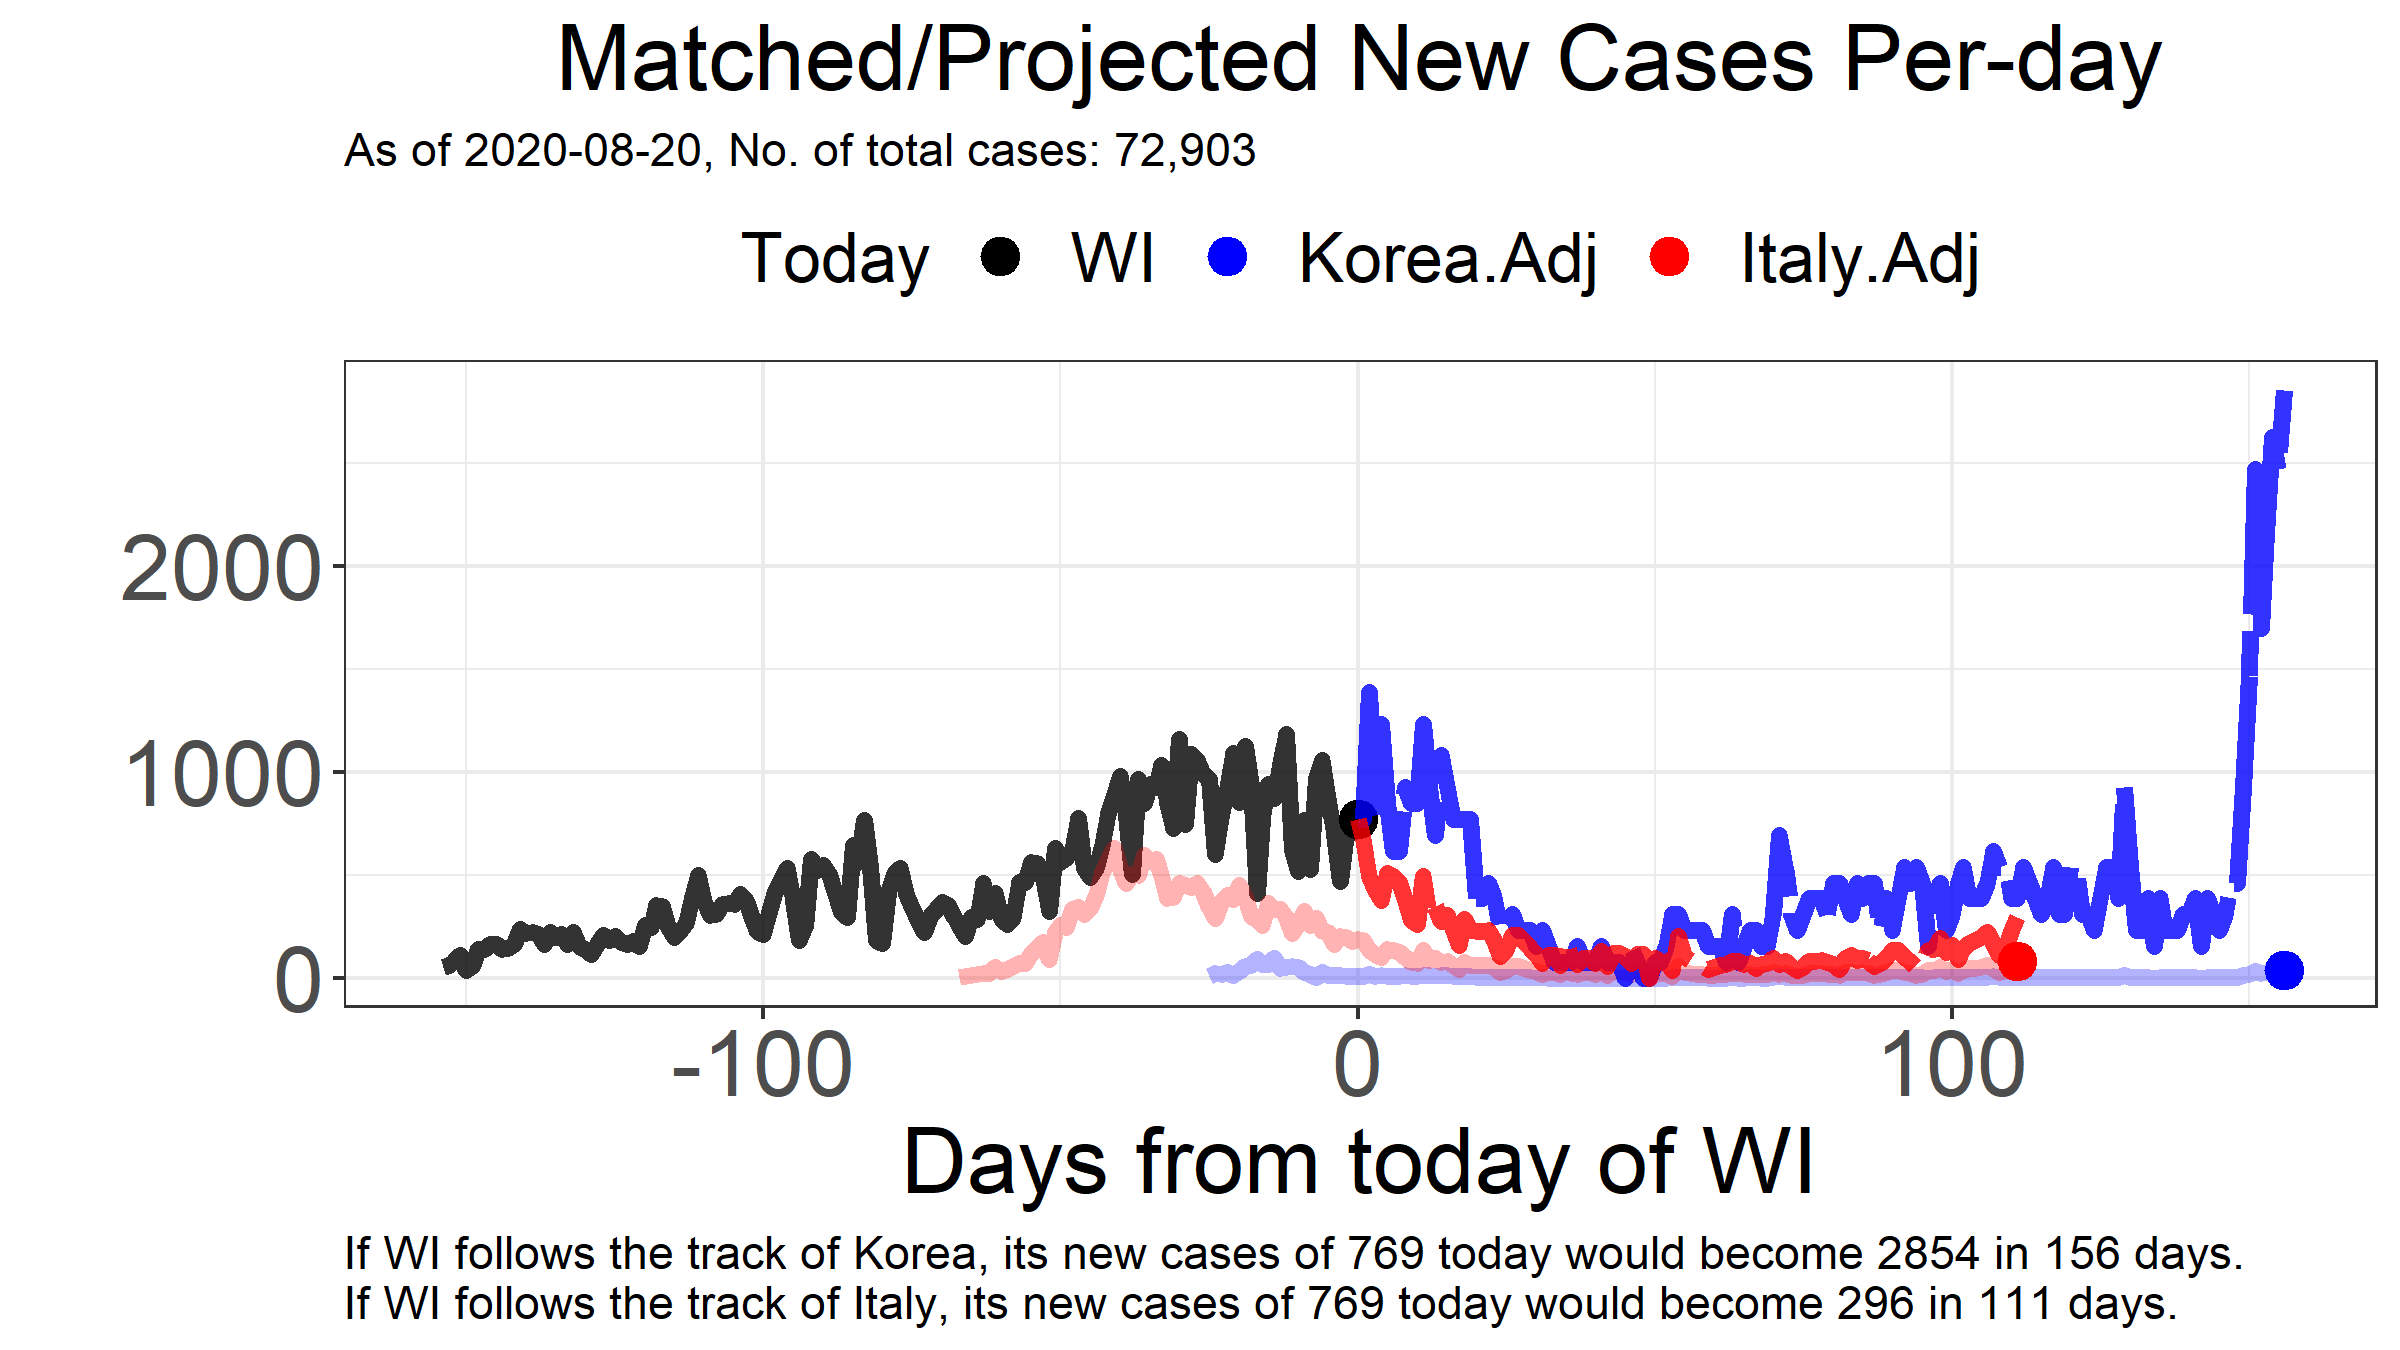 Matched/Projected New Cases Per-day
As of 2020-08-20, No. of total cases: 72,903
Today WI Korea.Adj Italy.Adj
2000
1000
0
-100 0 100
Days from today of WI
If WI follows the track of Korea, its new cases of 769 today would become 2854 in 156 days.
If WI follows the track of Italy, its new cases of 769 today would become 296 in 111 days.